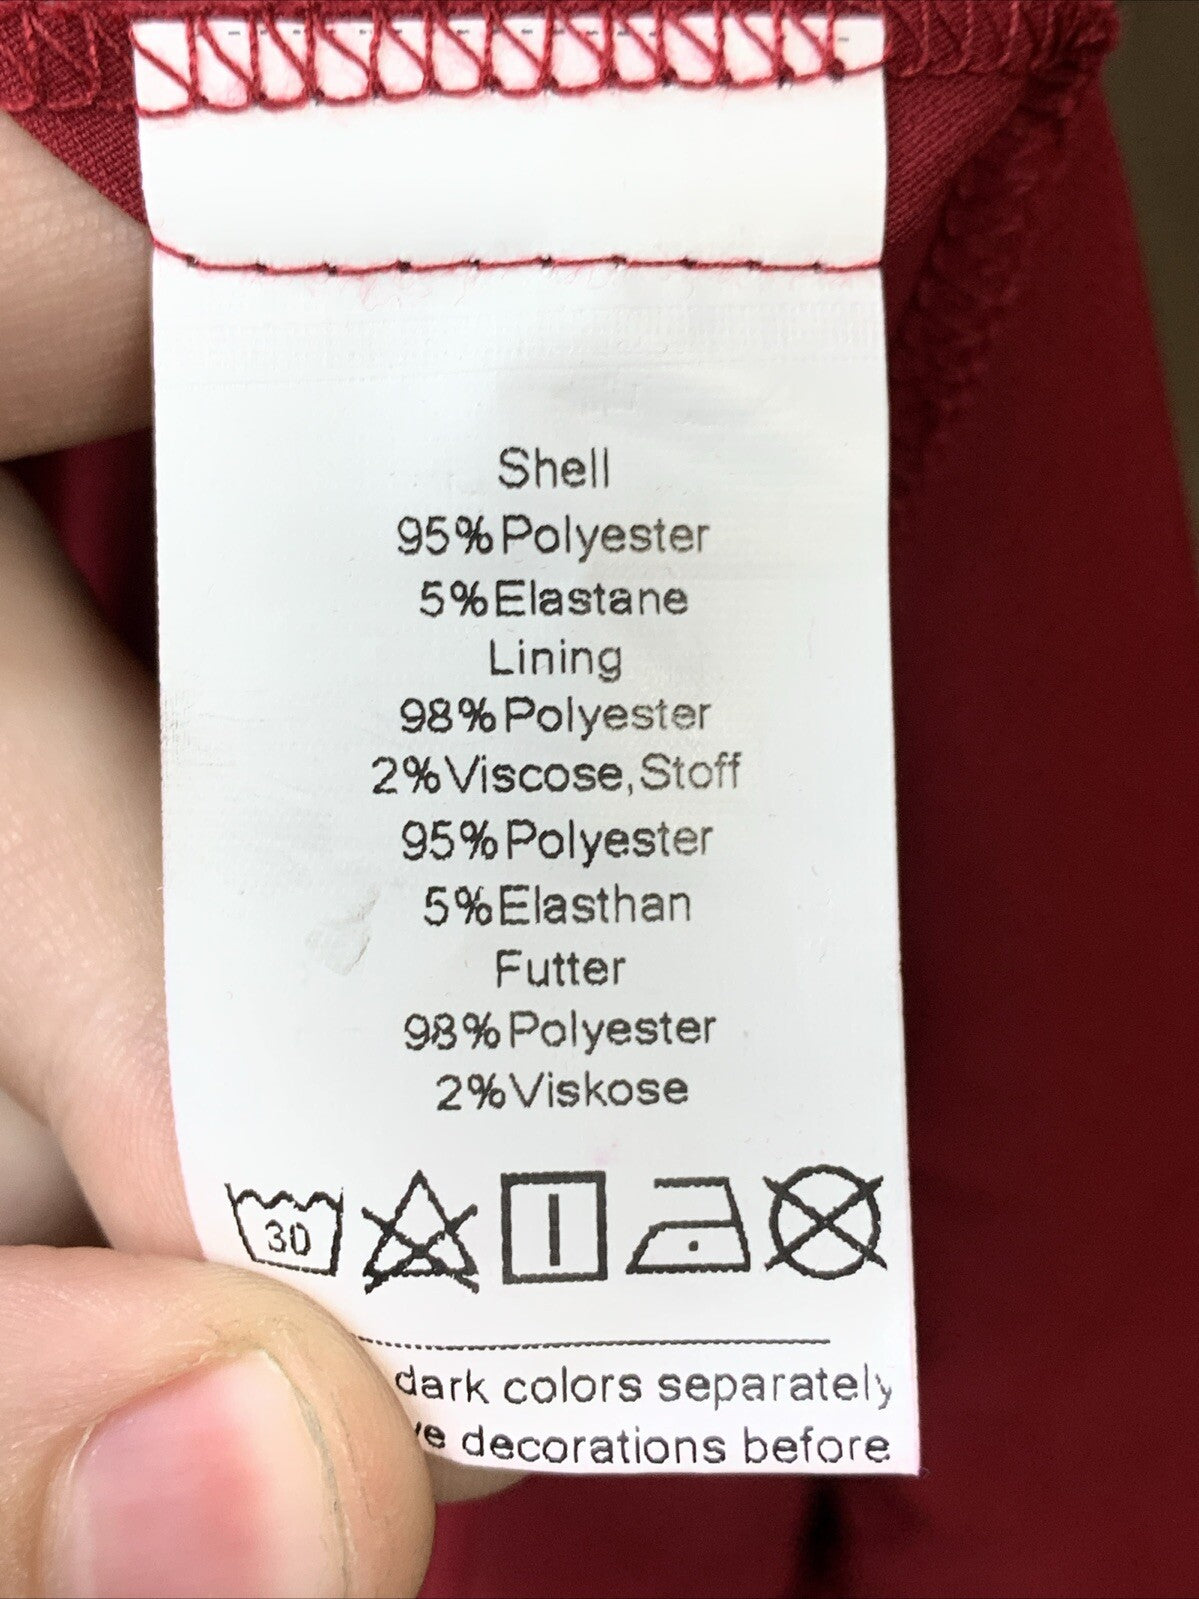 Shell
95%Polyester
5%Elastane
Lining
98%Polyester
2%Viscose,Stoff
95%Polyester
5%Elasthan
Futter
98%Polyester
2%Viskose
30
dark colors separately
decorations before